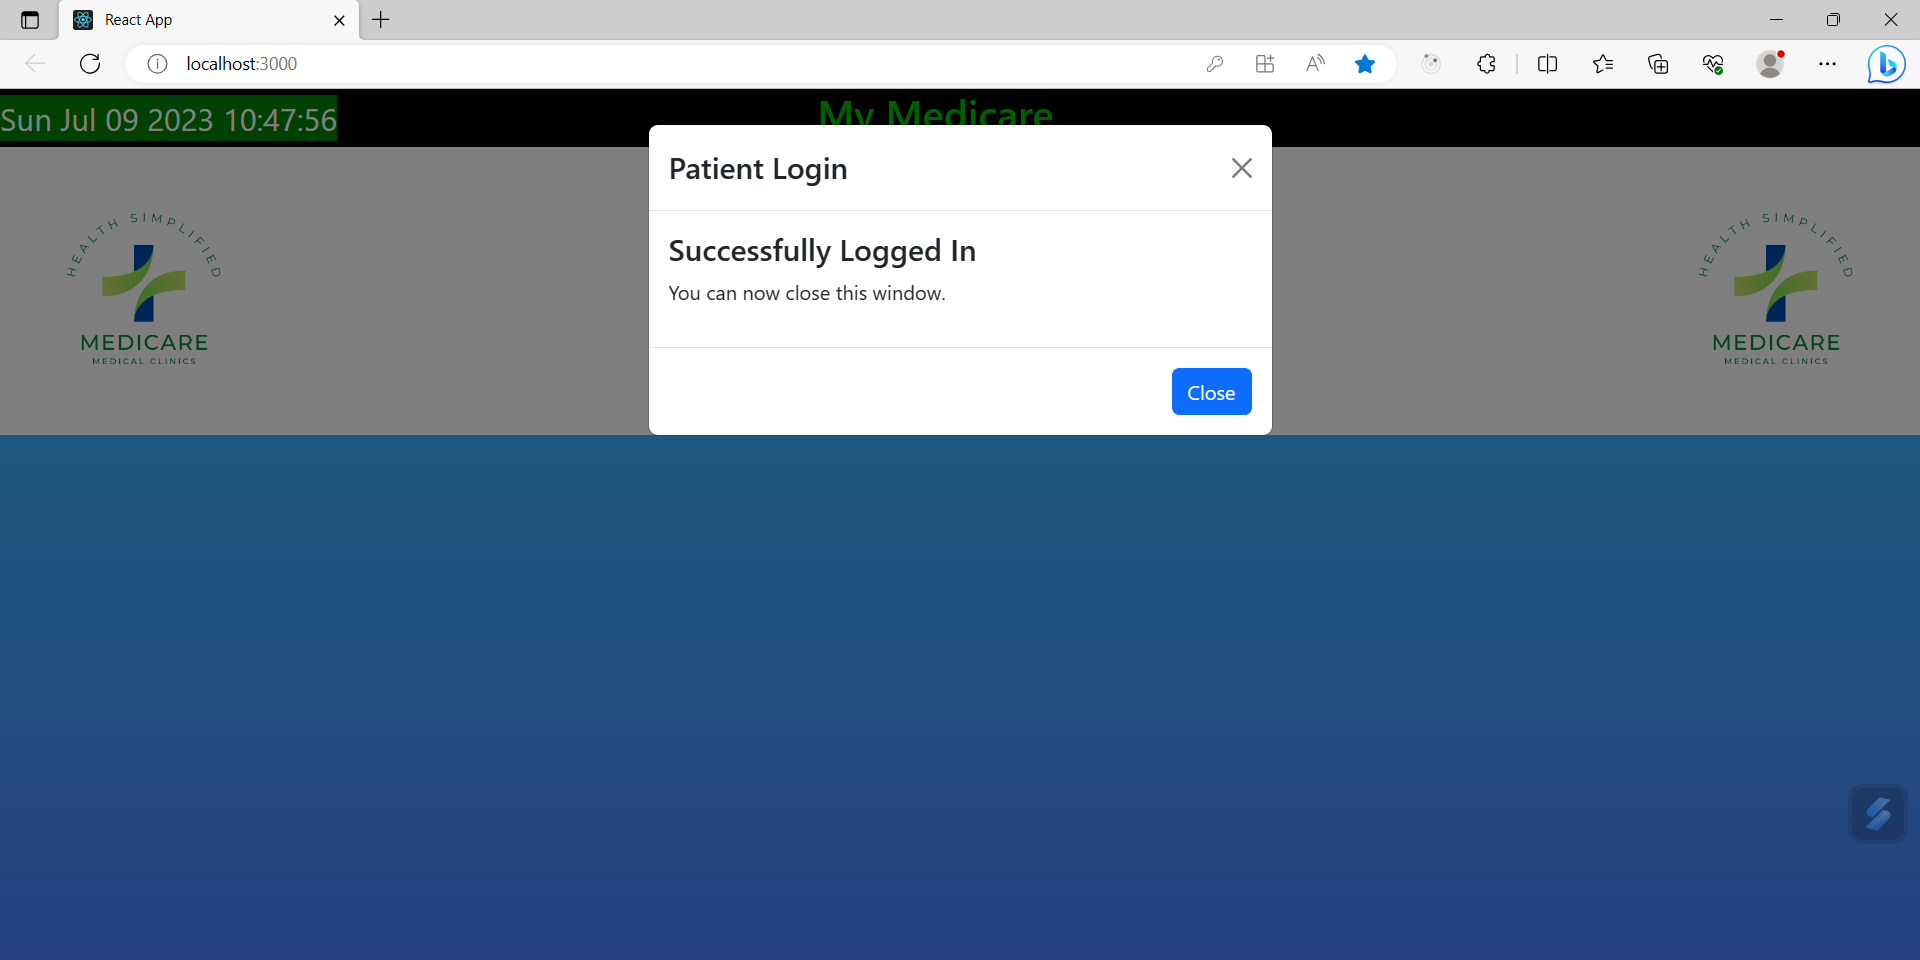 React App
localhost:3000
Sun Jul 09 2023 10:47:56
My Medicare
Patient Login
Successfully Logged In
You can now close this window.
Close
HEALTH SIMPLIFIED
MEDICARE
MEDICAL CLINICS
HEALTH SIMPLIFIED
MEDICARE
MEDICAL CLINICS